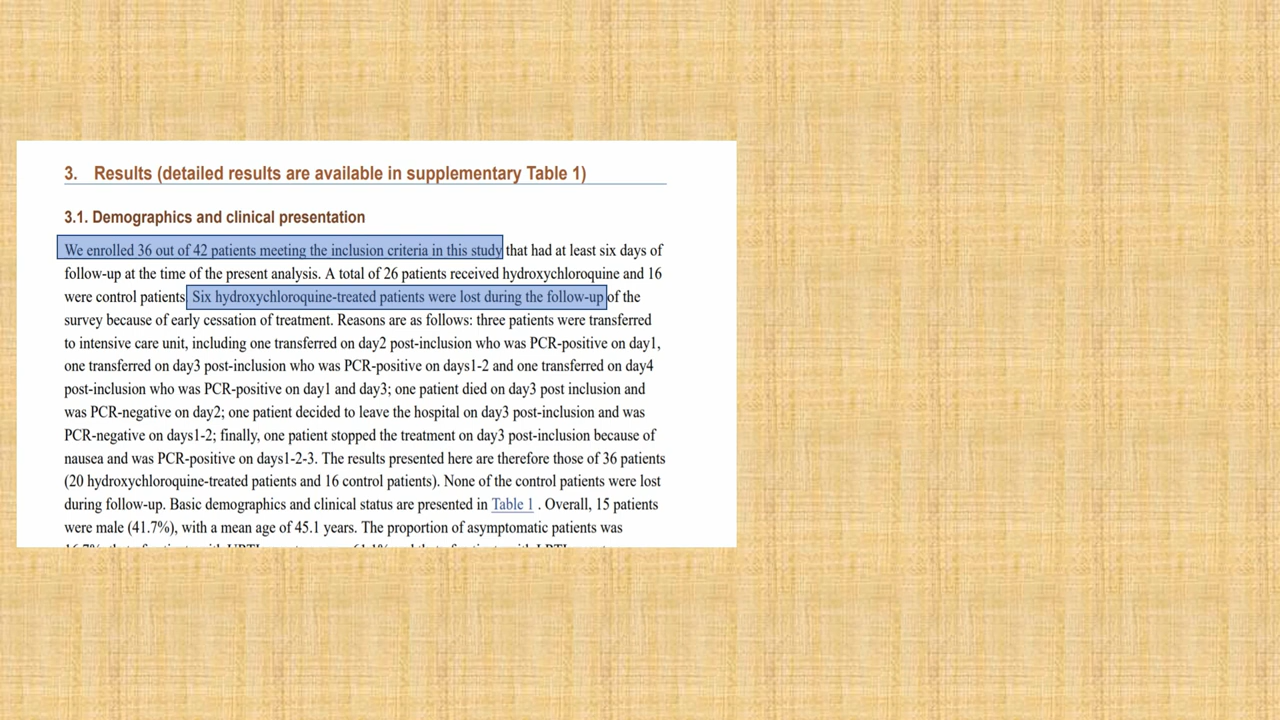 3. Results (detailed results are available in supplementary Table 1)
3.1. Demographics and clinical presentation
We enrolled 36 out of 42 patients meeting the inclusion criteria in this study that had at least six days of
follow-up at the time of the present analysis. A total of 26 patients received hydroxychloroquine and 16
were control patients. Six hydroxychloroquine-treated patients were lost during the follow-up of the
survey because of early cessation of treatment. Reasons are as follows: three patients were transferred
to intensive care unit, including one transferred on day2 post-inclusion who was PCR-positive on day1,
one transferred on day3 post-inclusion who was PCR-positive on days1-2 and one transferred on day4
post-inclusion who was PCR-positive on day1 and day3; one patient died on day3 post inclusion and
was PCR-negative on day2; one patient decided to leave the hospital on day3 post-inclusion and was
PCR-negative on days1-2; finally, one patient stopped the treatment on day3 post-inclusion because of
nausea and was PCR-positive on days1-2-3. The results presented here are therefore those of 36 patients
(20 hydroxychloroquine-treated patients and 16 control patients). None of the control patients were lost
during follow-up. Basic demographics and clinical status are presented in Table 1 . Overall, 15 patients
were male (41.7%), with a mean age of 45.1 years. The proportion of asymptomatic patients was